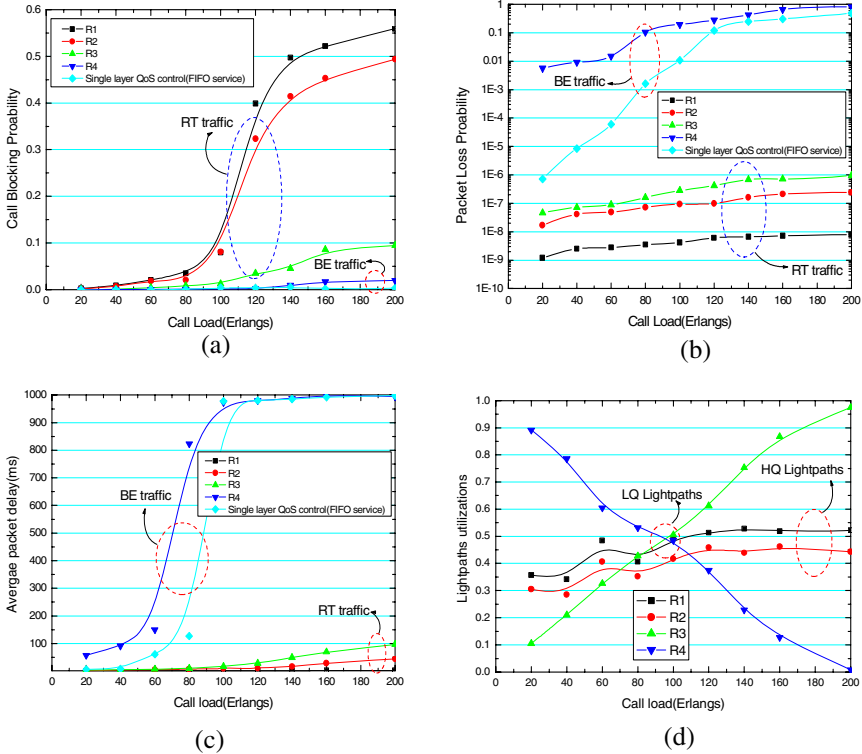 0.6
0.5
0.4
0.3
0.2
0.1
0.0
Call Blocking Proability
R1
R2
R3
R4
Single layer QoS control(FIFO service)
RT traffic
BE traffic
0 20 40 60 80 100 120 140 160 180 200
Call Load(Erlangs)
(a)
1
0.1
0.01
1E-3
1E-4
1E-5
1E-6
1E-7
1E-8
1E-9
1E-10
Packet Loss Proability
BE traffic
R1
R2
R3
R4
Single layer QoS control(FIFO service)
RT traffic
0 20 40 60 80 100 120 140 160 180 200
Call Load(Erlangs)
(b)
1000
900
800
700
600
500
400
300
200
100
Avergae packet delay(ms)
R1
R2
R3
R4
Single layer QoS control(FIFO service)
BE traffic
RT traffic
0 20 40 60 80 100 120 140 160 180 200
Call load(Erlangs)
(c)
1.0
0.9
0.8
0.7
0.6
0.5
0.4
0.3
0.2
0.1
0.0
Lightpaths utilizations
LQ Lightpaths
HQ Lightpaths
R1
R2
R3
R4
0 20 40 60 80 100 120 140 160 180 200
Call load(Erlangs)
(d)